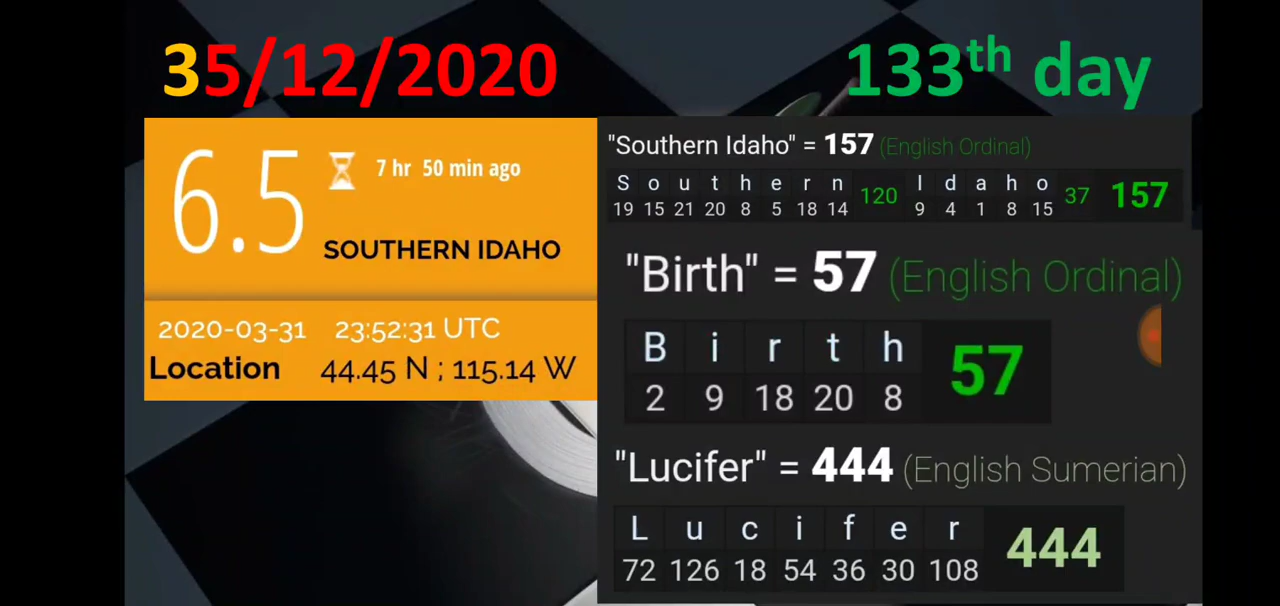 35/12/2020
133th day
6.5
7 hr 50 min ago
SOUTHERN IDAHO
2020-03-31 23:52:31 UTC
Location 44.45 N ; 115.14 W
"Southern Idaho" = 157 (English Ordinal)
S o u t h e r n 120 I d a h o 37 157
19 15 21 20 8 5 18 14 9 4 1 8 15
"Birth" = 57 (English Ordinal)
B i r t h 57
2 9 18 20 8
"Lucifer" = 444 (English Sumerian)
L u c i f e r 444
72 126 18 54 36 30 108